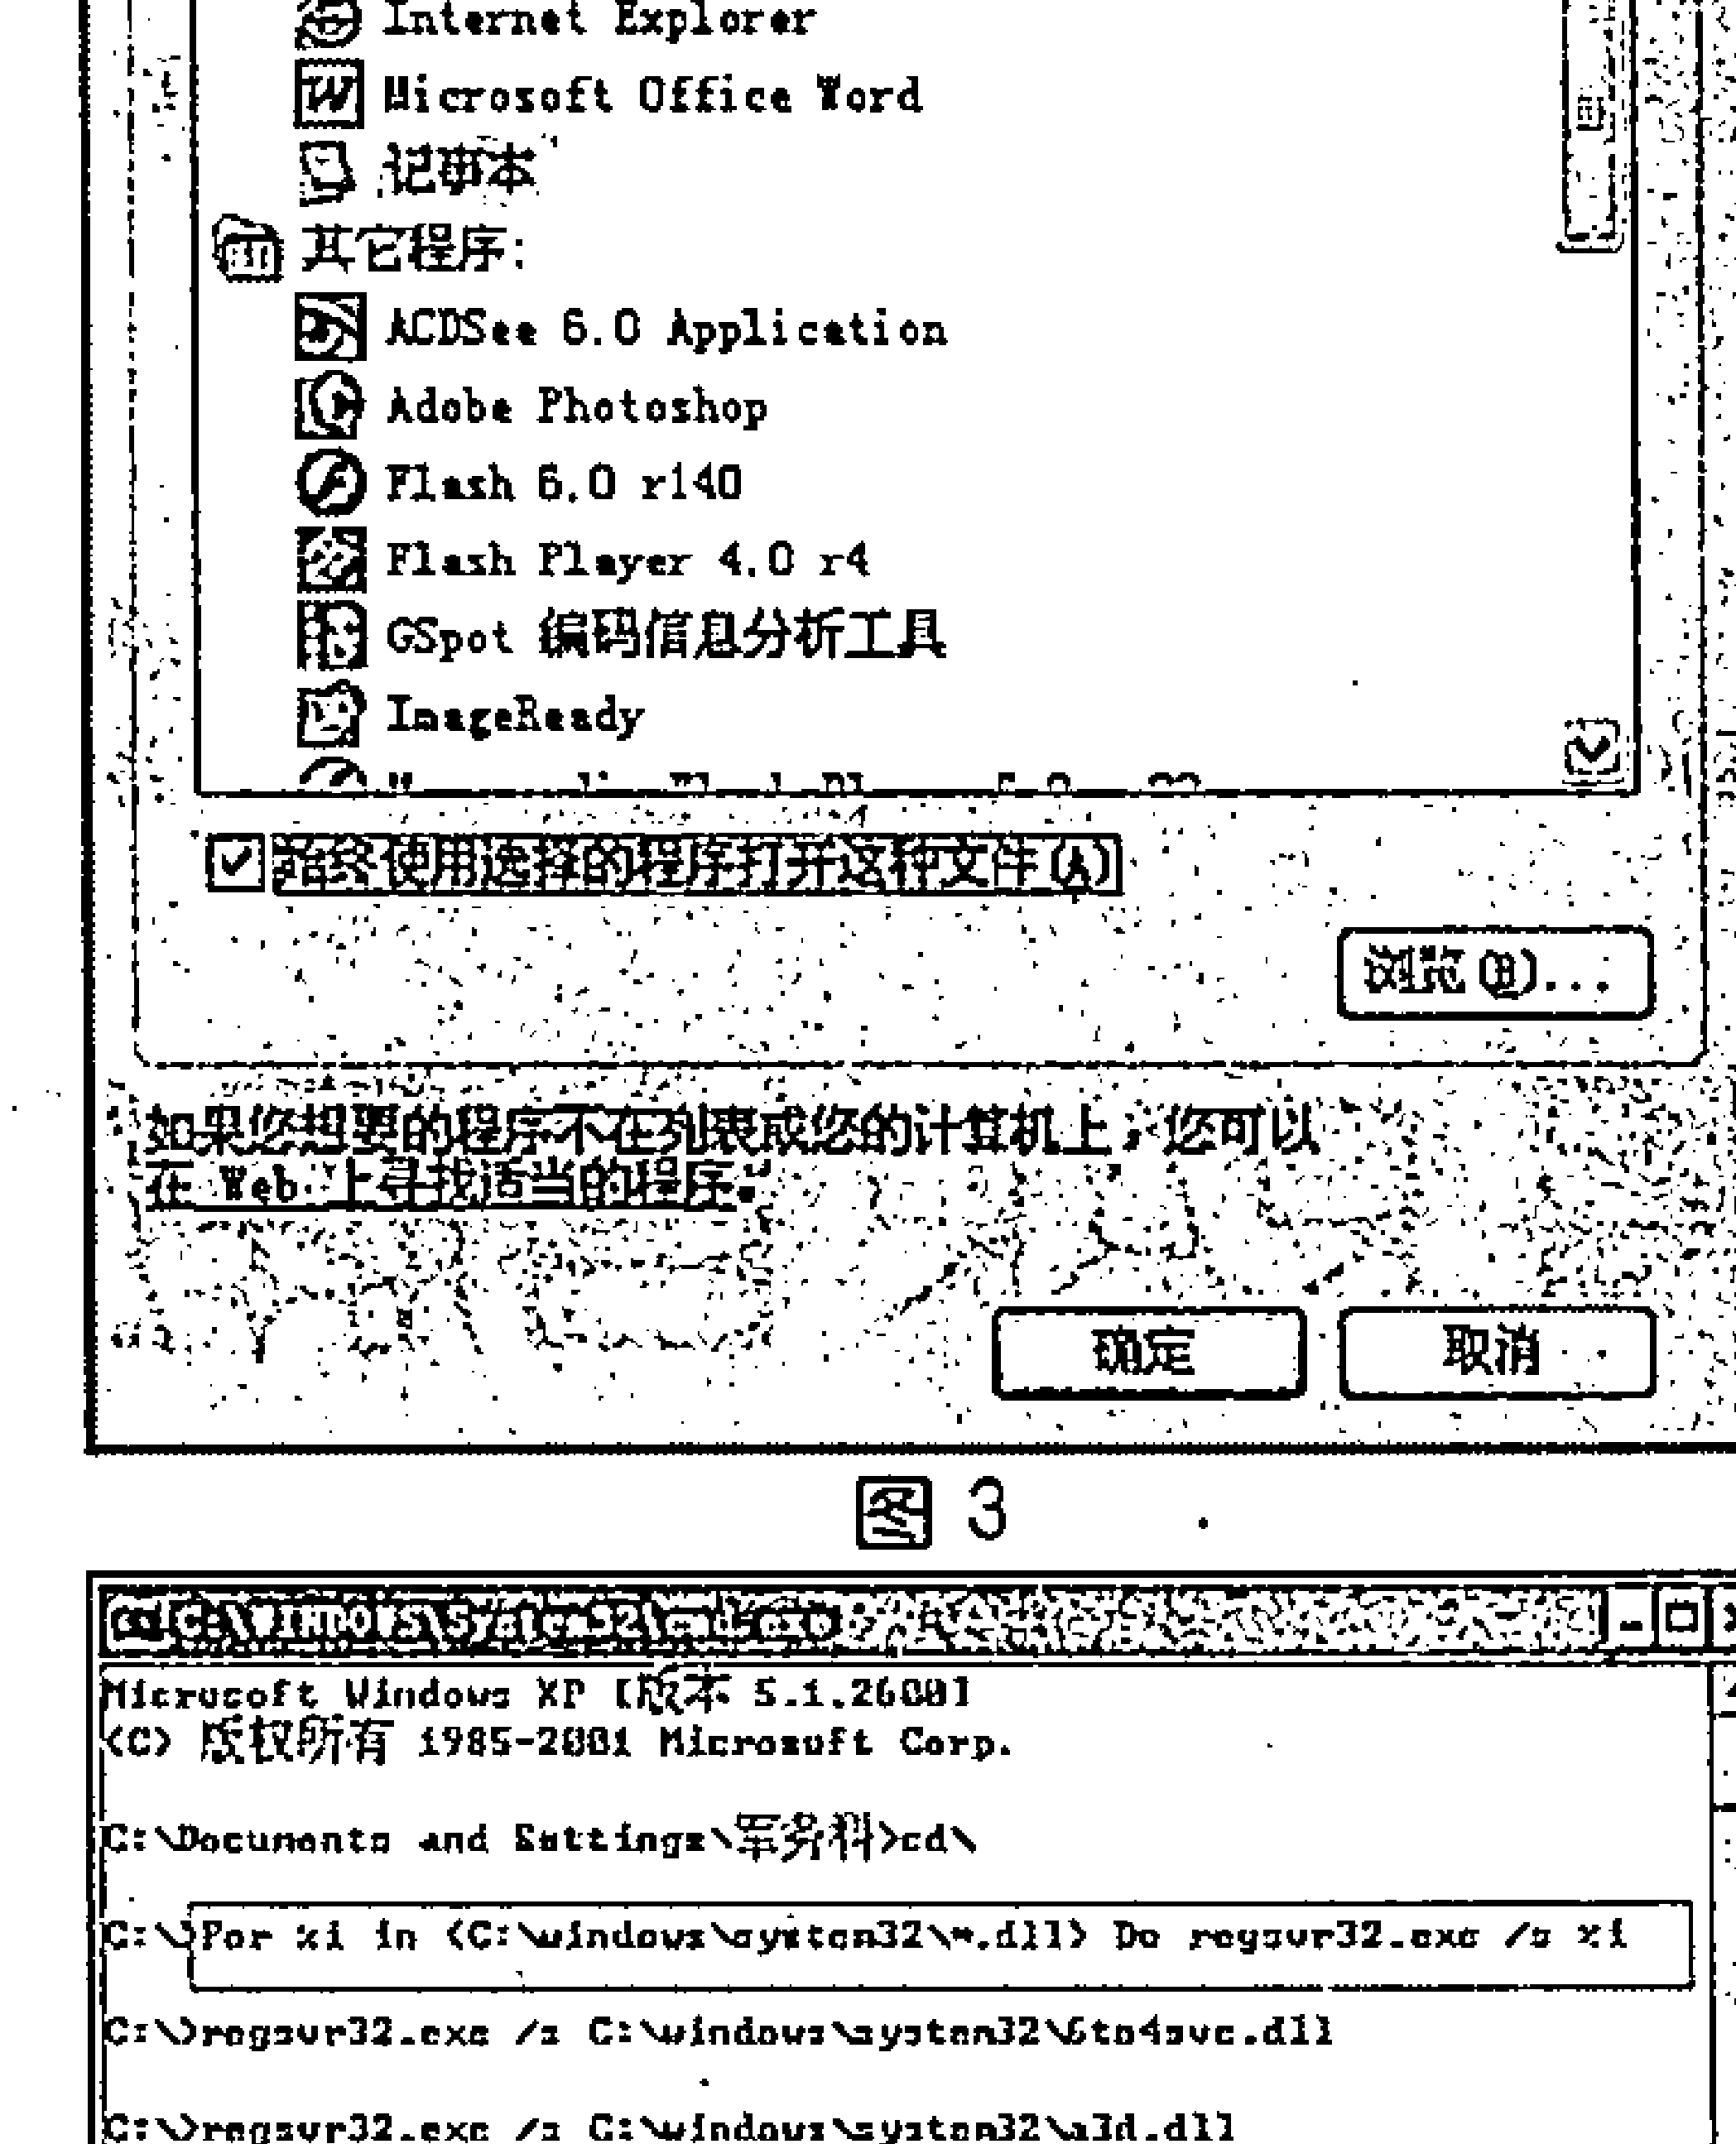 Internet Explorer
Microsoft Office Word
记事本
其它程序:
ACDSee 6.0 Application
Adobe Photoshop
Flash 6.0 r140
Flash Player 4.0 r4
GSpot 编码信息分析工具
ImageReady
始终使用选择的程序打开这种文件(A)
浏览(B)...
如果您想要的程序不在列表或您的计算机上，您可以
在 Web 上寻找适当的程序。
确定 取消
图 3
C:\WINDOWS\System32\cmd.exe
Microsoft Windows XP [版本 5.1.2600]
(C) 版权所有 1985-2001 Microsoft Corp.
C:\Documents and Settings\军务科>cd\
C:\>For %i in (C:\windows\system32\*.dll) Do regsvr32.exe /s %i
C:\>regsvr32.exe /s C:\windows\system32\6to4svc.dll
C:\>regsvr32.exe /s C:\windows\system32\a3d.dll